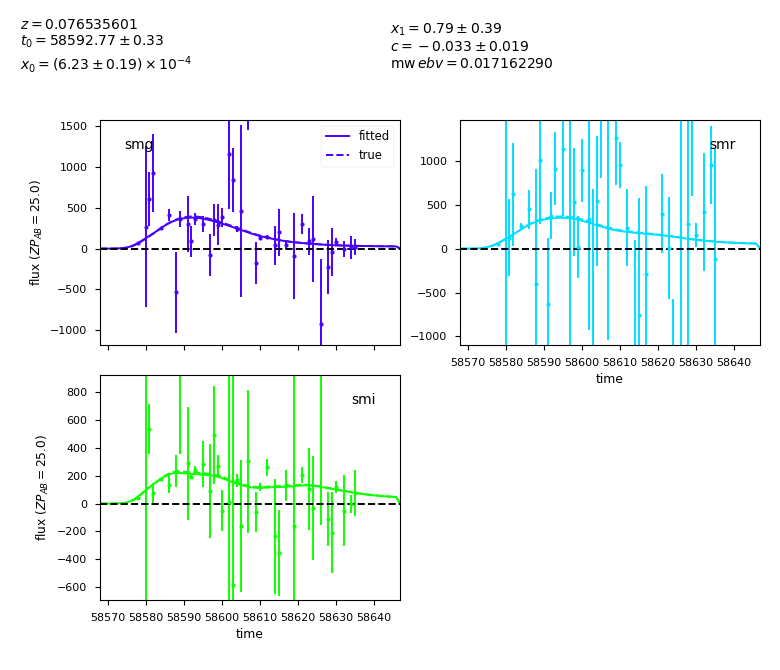 z = 0.076535601
t₀ = 58592.77 ± 0.33
x₀ = (6.23 ± 0.19) × 10⁻⁴
x₁ = 0.79 ± 0.39
c = −0.033 ± 0.019
mwebv = 0.017162290
smg
fitted
true
1500
1000
500
0
−500
−1000
flux (ZP_AB = 25.0)
smr
1000
500
0
−500
−1000
58570 58580 58590 58600 58610 58620 58630 58640
time
smi
800
600
400
200
0
−200
−400
−600
flux (ZP_AB = 25.0)
58570 58580 58590 58600 58610 58620 58630 58640
time